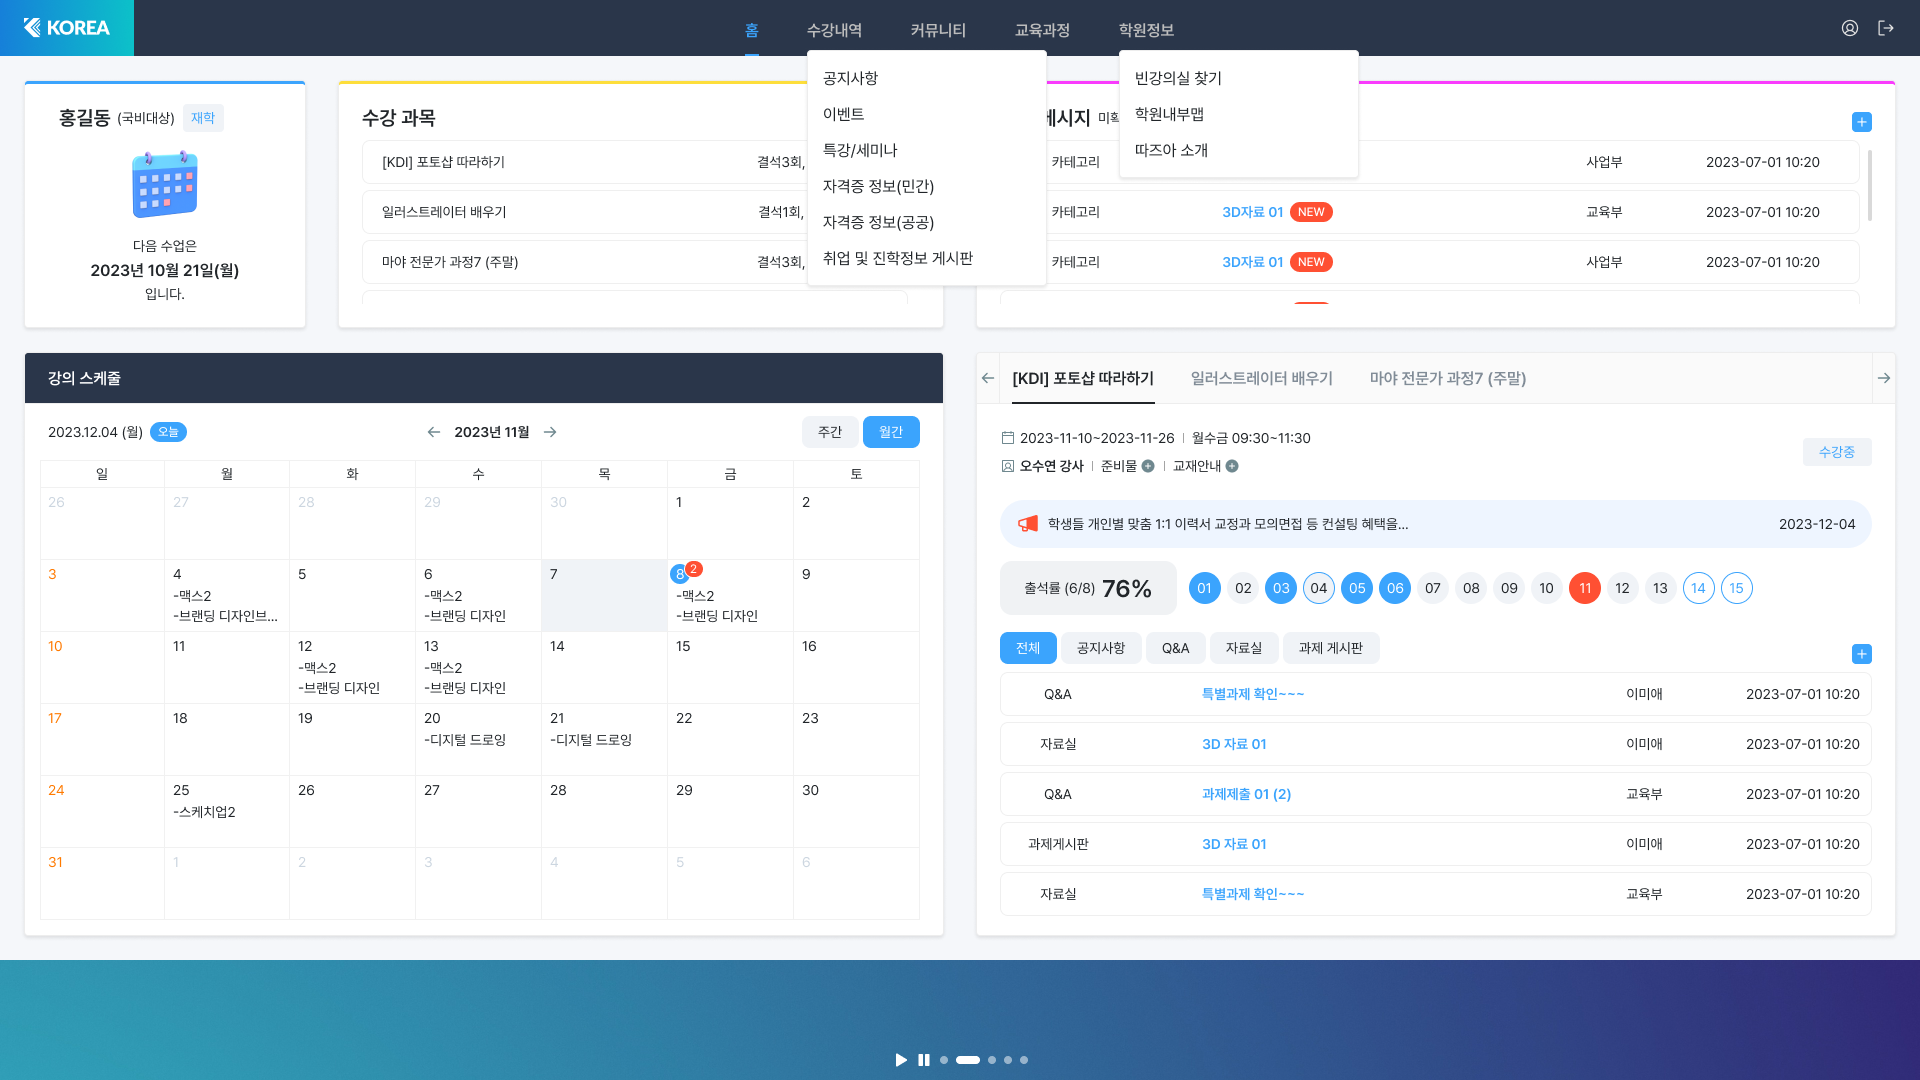 KOREA
홈 수강내역 커뮤니티 교육과정 학원정보
공지사항
이벤트
특강/세미나
자격증 정보(민간)
자격증 정보(공공)
취업 및 진학정보 게시판
빈강의실 찾기
학원내부맵
따즈아 소개
홍길동 (국비대상) 재학
다음 수업은
2023년 10월 21일(월)
입니다.
수강 과목
[KDI] 포토샵 따라하기 결석3회,
일러스트레이터 배우기 결석1회,
마야 전문가 과정7 (주말) 결석3회,
시지 미확
카테고리 사업부 2023-07-01 10:20
카테고리 3D자료 01 NEW 교육부 2023-07-01 10:20
카테고리 3D자료 01 NEW 사업부 2023-07-01 10:20
강의 스케줄
2023.12.04 (월) 오늘 2023년 11월 주간 월간
일 월 화 수 목 금 토
26 27 28 29 30 1 2
3 4 5 6 7 8 2 9
-맥스2 -맥스2 -맥스2
-브랜딩 디자인브... -브랜딩 디자인 -브랜딩 디자인
10 11 12 13 14 15 16
-맥스2 -맥스2
-브랜딩 디자인 -브랜딩 디자인
17 18 19 20 21 22 23
-디지털 드로잉 -디지털 드로잉
24 25 26 27 28 29 30
-스케치업2
31 1 2 3 4 5 6
[KDI] 포토샵 따라하기 일러스트레이터 배우기 마야 전문가 과정7 (주말)
2023-11-10~2023-11-26 | 월수금 09:30~11:30
오수연 강사 | 준비물 | 교재안내
수강중
학생들 개인별 맞춤 1:1 이력서 교정과 모의면접 등 컨설팅 혜택을... 2023-12-04
출석률 (6/8) 76% 01 02 03 04 05 06 07 08 09 10 11 12 13 14 15
전체 공지사항 Q&A 자료실 과제 게시판
Q&A 특별과제 확인~~~ 이미애 2023-07-01 10:20
자료실 3D 자료 01 이미애 2023-07-01 10:20
Q&A 과제제출 01 (2) 교육부 2023-07-01 10:20
과제게시판 3D 자료 01 이미애 2023-07-01 10:20
자료실 특별과제 확인~~~ 교육부 2023-07-01 10:20